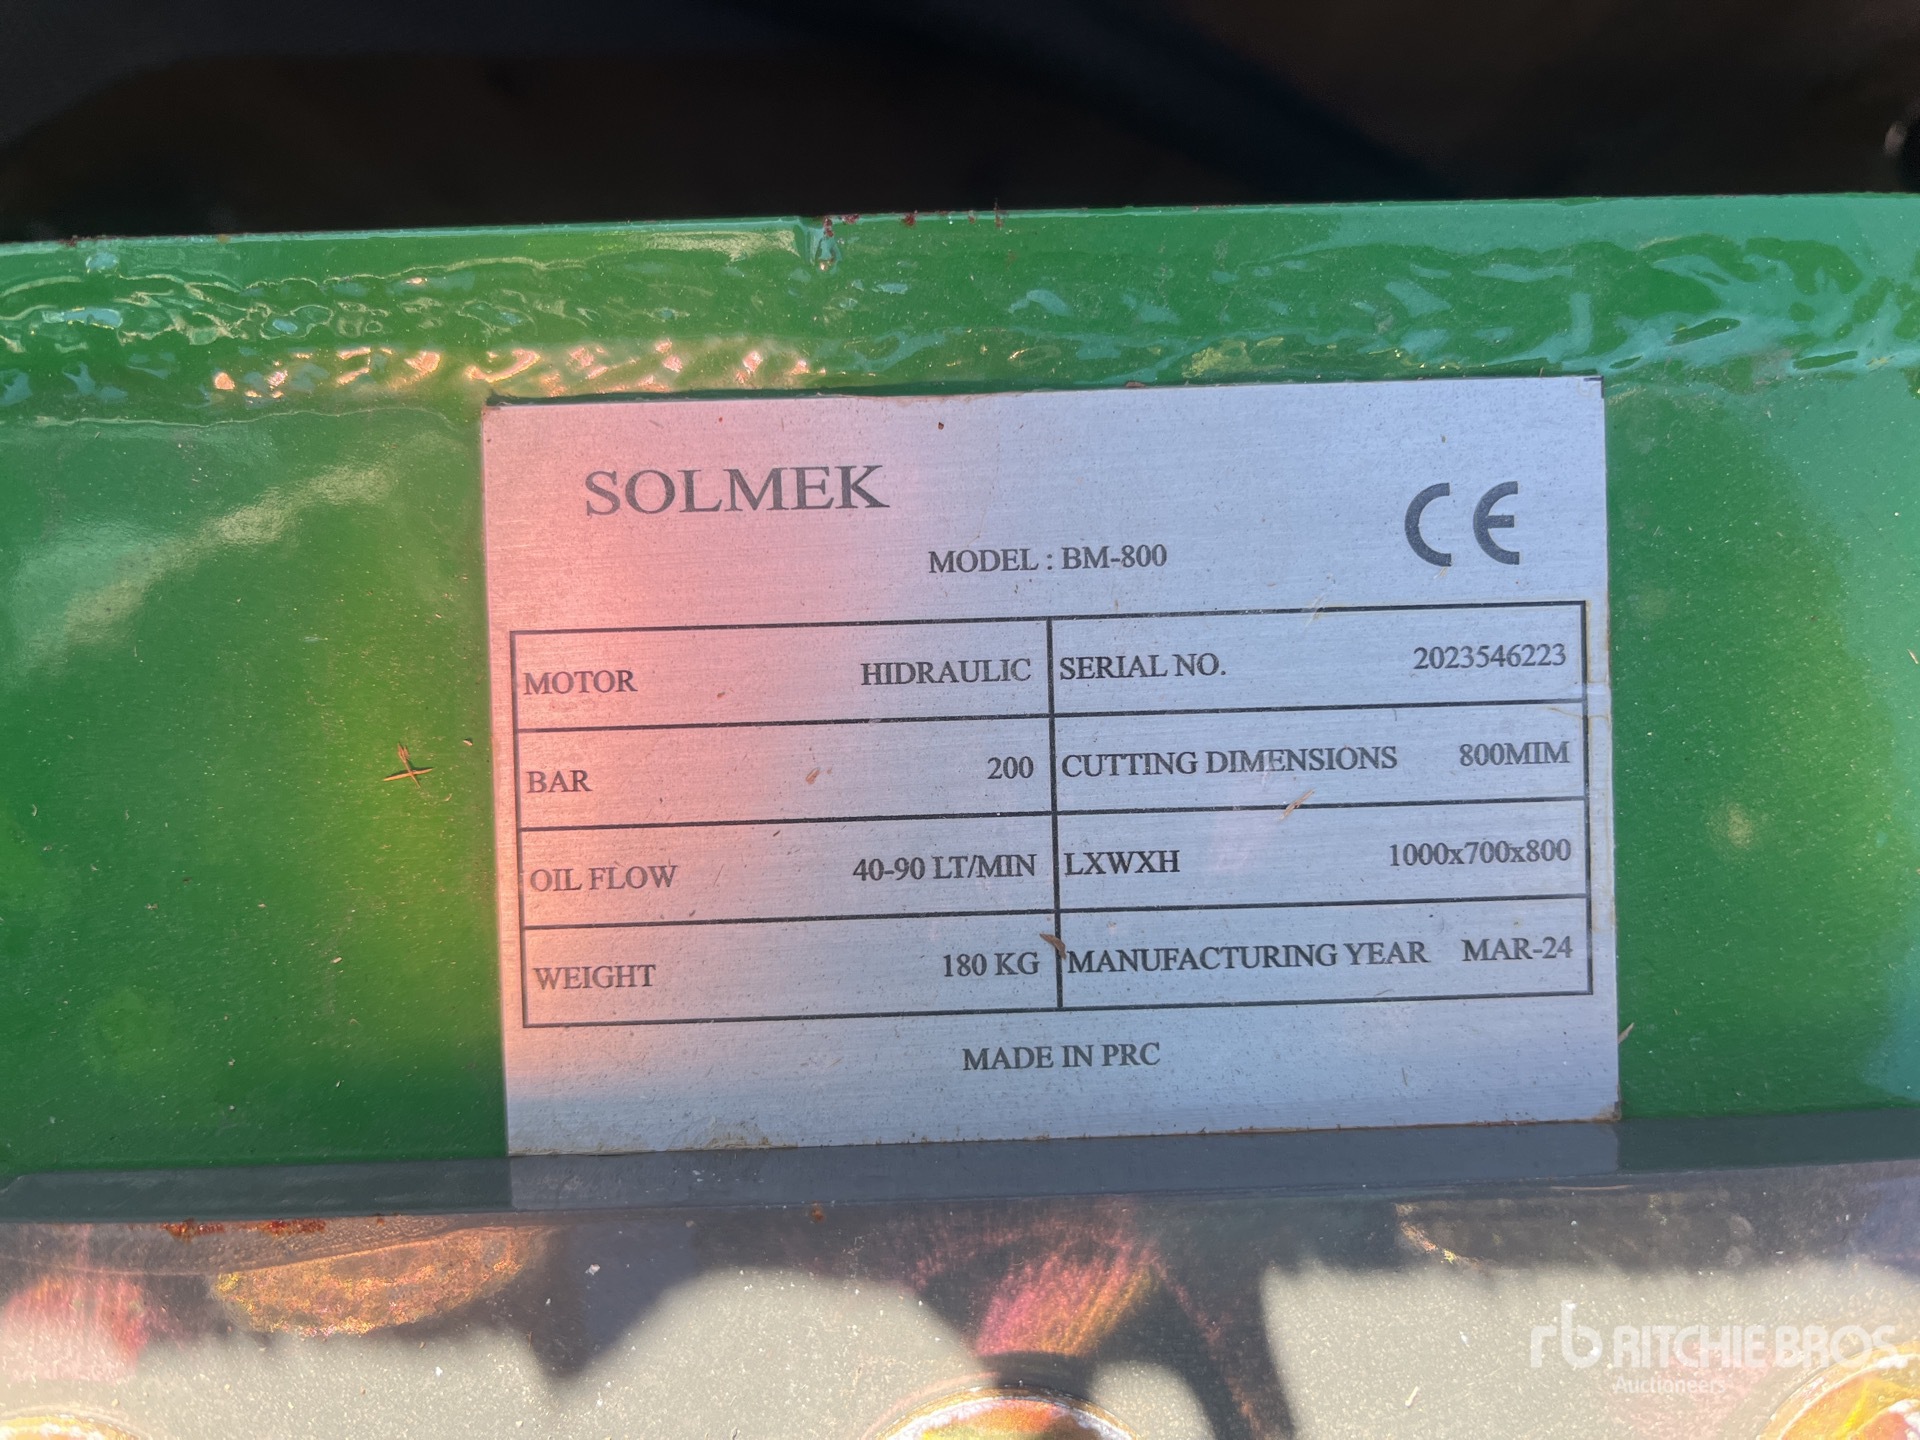 SOLMEK
CE
MODEL : BM-800
MOTOR HIDRAULIC SERIAL NO. 2023546223
BAR 200 CUTTING DIMENSIONS 800MIM
OIL FLOW 40-90 LT/MIN LXWXH 1000x700x800
WEIGHT 180 KG MANUFACTURING YEAR MAR-24
MADE IN PRC
rb RITCHIE BROS.
Auctioneers